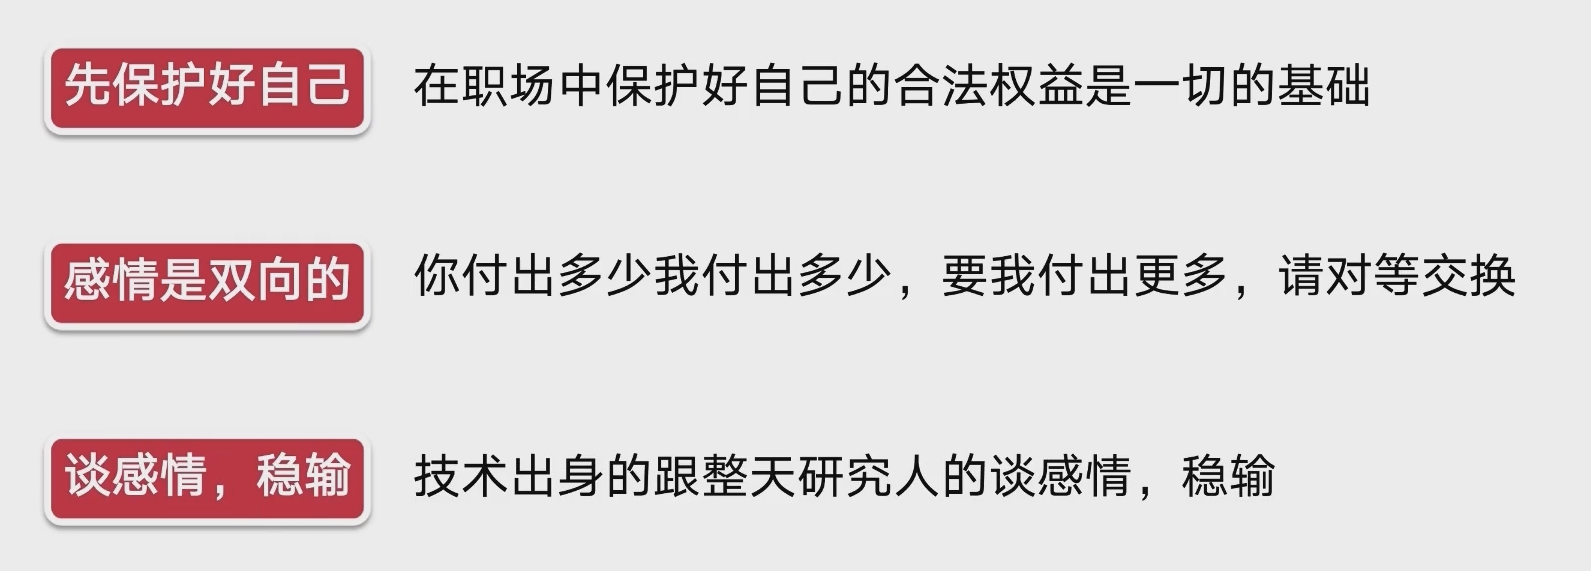 先保护好自己
在职场中保护好自己的合法权益是一切的基础
感情是双向的
你付出多少我付出多少，要我付出更多，请对等交换
谈感情，稳输
技术出身的跟整天研究人的谈感情，稳输